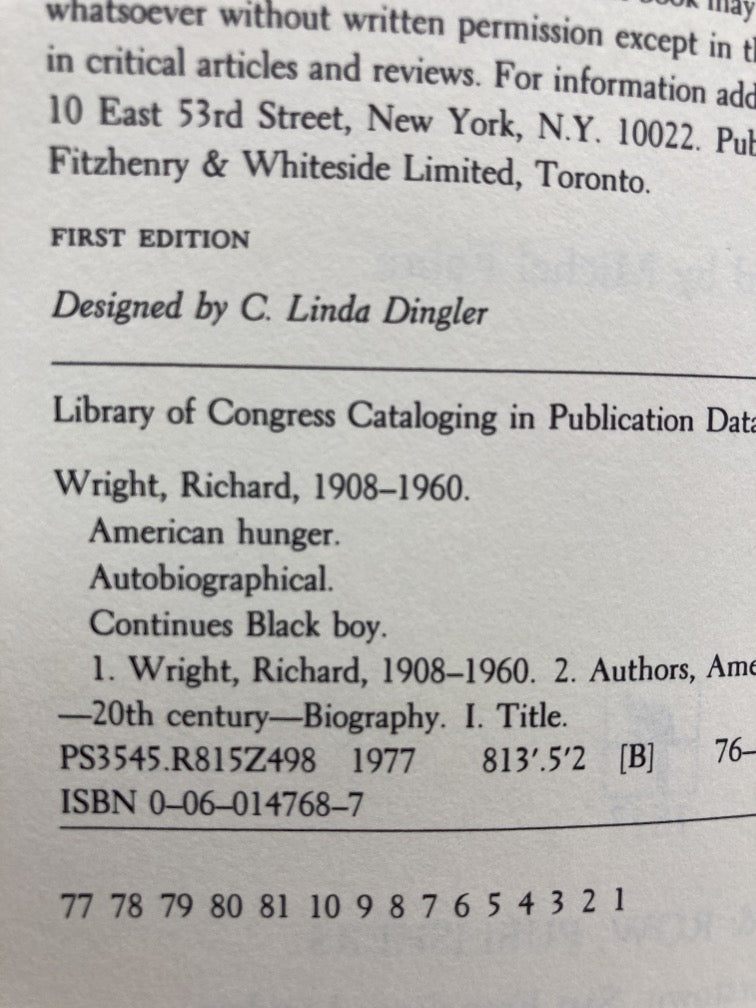 may
whatsoever without written permission except in
in critical articles and reviews. For information
10 East 53rd Street, New York, N.Y. 10022.
Fitzhenry & Whiteside Limited, Toronto.
FIRST EDITION
Designed by C. Linda Dingler
Library of Congress Cataloging in Publication Data
Wright, Richard, 1908–1960.
American hunger.
Autobiographical.
Continues Black boy.
1. Wright, Richard, 1908–1960. 2. Authors,
—20th century—Biography. I. Title.
PS3545.R815Z498 1977 813'.5'2 [B] 76–
ISBN 0–06–014768–7
77 78 79 80 81 10 9 8 7 6 5 4 3 2 1